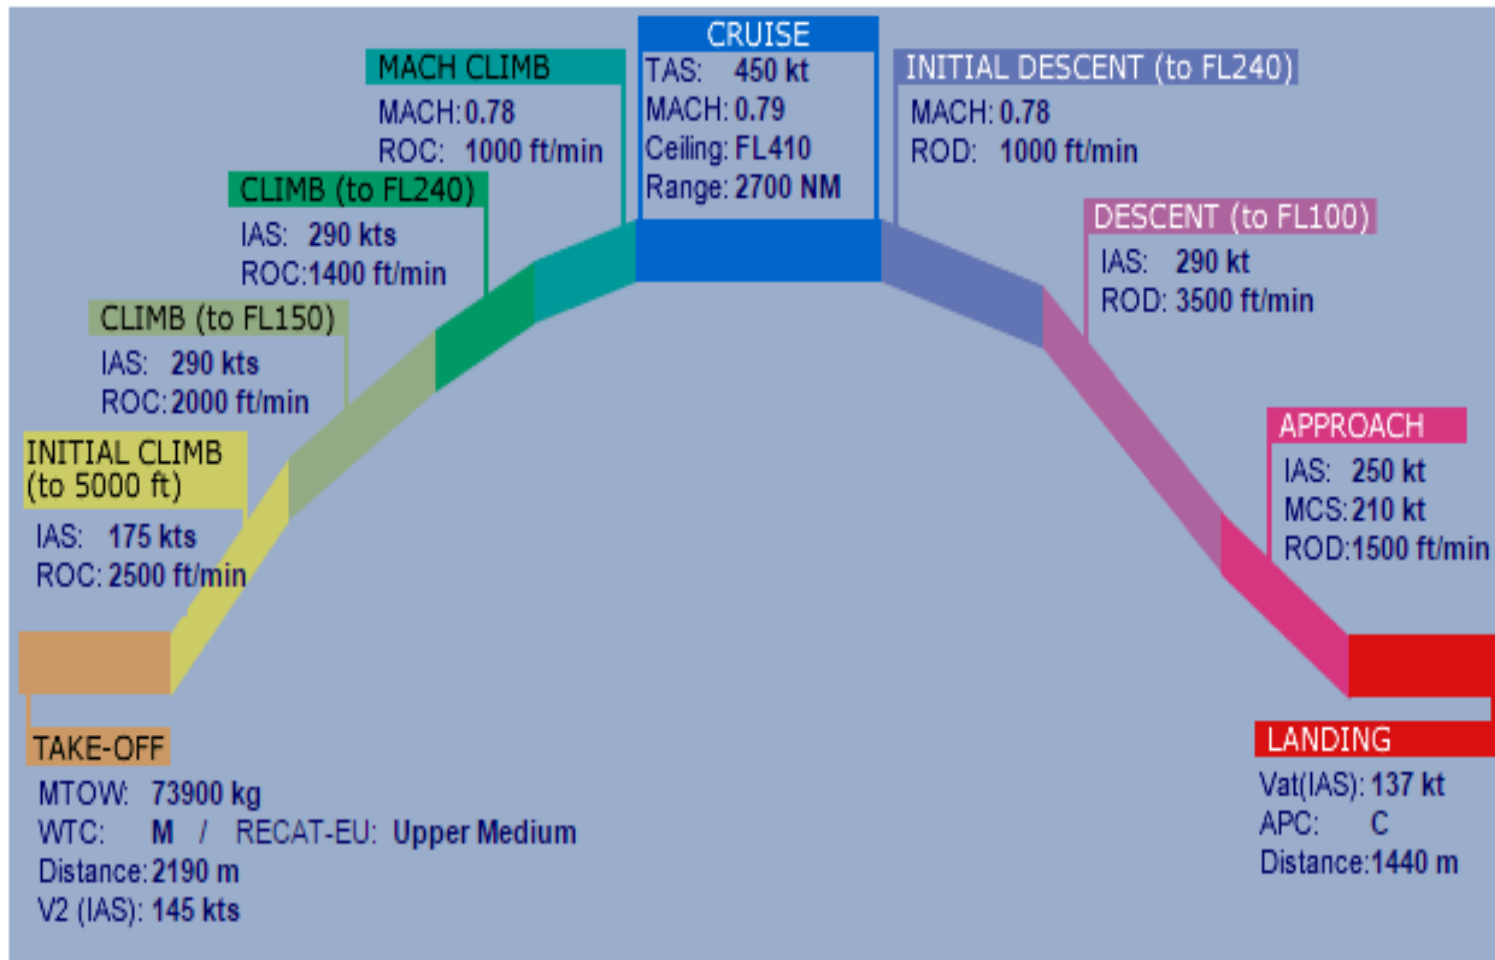 CRUISE
TAS: 450 kt
MACH: 0.79
Ceiling: FL410
Range: 2700 NM
MACH CLIMB
MACH: 0.78
ROC: 1000 ft/min
INITIAL DESCENT (to FL240)
MACH: 0.78
ROD: 1000 ft/min
CLIMB (to FL240)
IAS: 290 kts
ROC: 1400 ft/min
DESCENT (to FL100)
IAS: 290 kt
ROD: 3500 ft/min
CLIMB (to FL150)
IAS: 290 kts
ROC: 2000 ft/min
INITIAL CLIMB
(to 5000 ft)
IAS: 175 kts
ROC: 2500 ft/min
APPROACH
IAS: 250 kt
MCS: 210 kt
ROD: 1500 ft/min
TAKE-OFF
MTOW: 73900 kg
WTC: M / RECAT-EU: Upper Medium
Distance: 2190 m
V2 (IAS): 145 kts
LANDING
Vat(IAS): 137 kt
APC: C
Distance: 1440 m